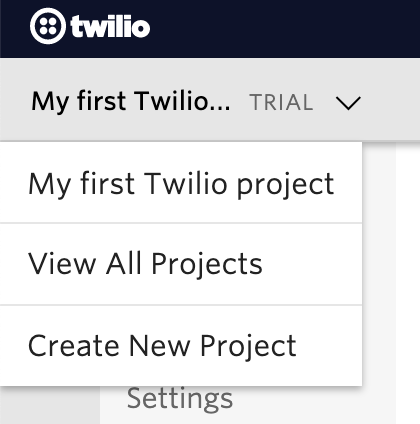 twilio
My first Twilio... TRIAL
My first Twilio project
View All Projects
Create New Project
Settings